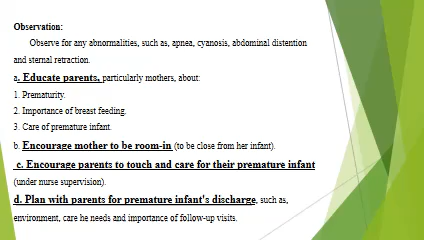 Observation:
Observe for any abnormalities, such as, apnea, cyanosis, abdominal distention
and sternal retraction.
a. Educate parents, particularly mothers, about:
1. Prematurity.
2. Importance of breast feeding.
3. Care of premature infant.
b. Encourage mother to be room-in (to be close from her infant).
c. Encourage parents to touch and care for their premature infant
(under nurse supervision).
d. Plan with parents for premature infant's discharge, such as,
environment, care he needs and importance of follow-up visits.